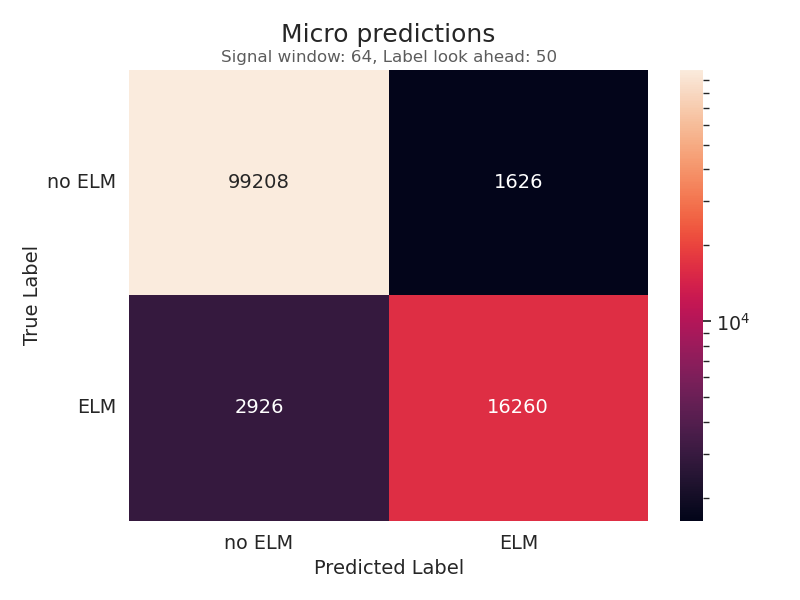 Micro predictions
Signal window: 64, Label look ahead: 50
no ELM
99208
1626
True Label
10^4
ELM
2926
16260
no ELM
ELM
Predicted Label